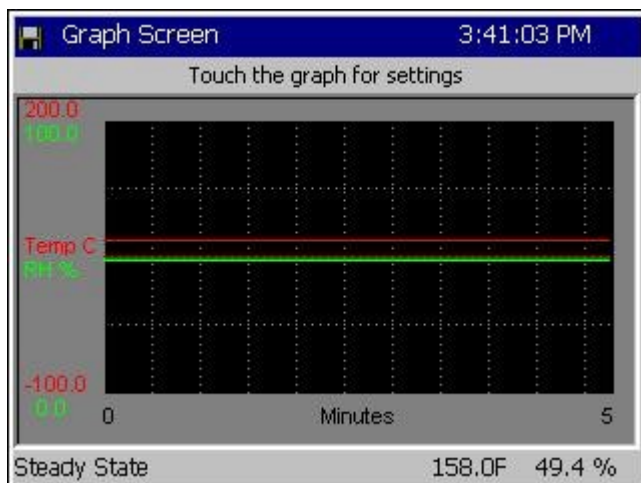 Graph Screen 3:41:03 PM
Touch the graph for settings
200.0
100.0
Temp C
RH %
-100.0
0.0
0 Minutes 5
Steady State 158.0F 49.4 %